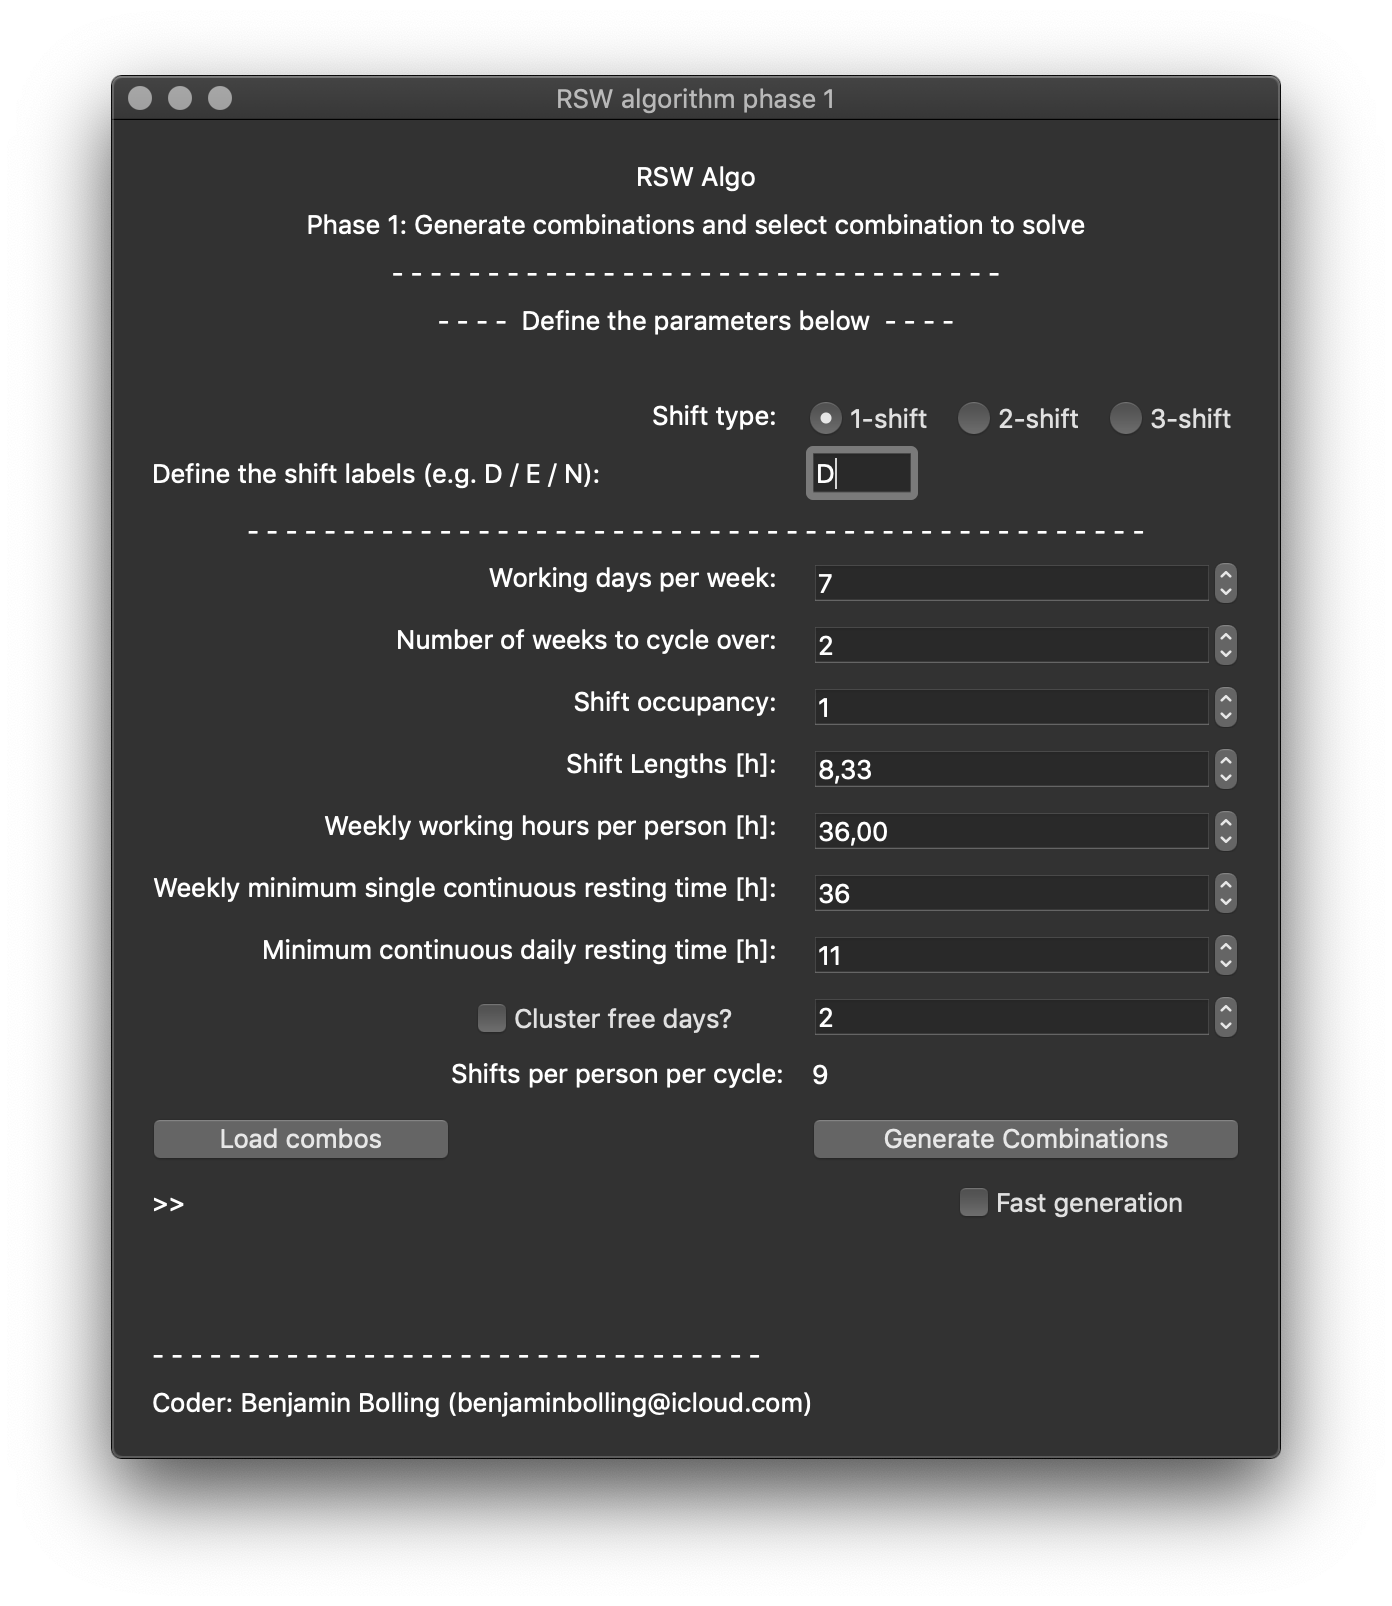 RSW algorithm phase 1
RSW Algo
Phase 1: Generate combinations and select combination to solve
- - - - - - - - - - - - - - - - - - - - - - - - - - - - - - - -
- - - - Define the parameters below - - - -
Shift type: 1-shift 2-shift 3-shift
Define the shift labels (e.g. D / E / N): D
- - - - - - - - - - - - - - - - - - - - - - - - - - - - - - - - - - - - - - - - - - - - - - -
Working days per week: 7
Number of weeks to cycle over: 2
Shift occupancy: 1
Shift Lengths [h]: 8,33
Weekly working hours per person [h]: 36,00
Weekly minimum single continuous resting time [h]: 36
Minimum continuous daily resting time [h]: 11
Cluster free days? 2
Shifts per person per cycle: 9
Load combos Generate Combinations
>> Fast generation
- - - - - - - - - - - - - - - - - - - - - - - - - - - - - - - -
Coder: Benjamin Bolling (benjaminbolling@icloud.com)